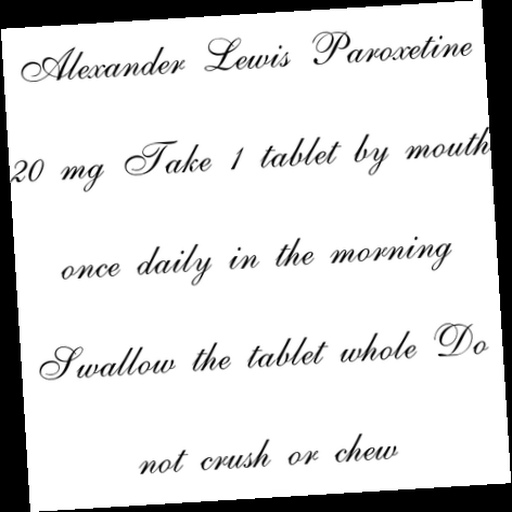 Alexander Lewis Paroxetine
20 mg Take 1 tablet by mouth
once daily in the morning
Swallow the tablet whole Do
not crush or chew